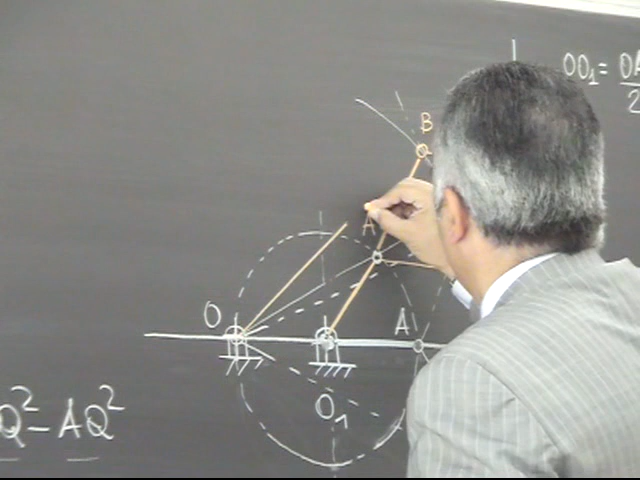 OO₁ = OA
2
B
A
O
A
O₁
Q² - AQ²